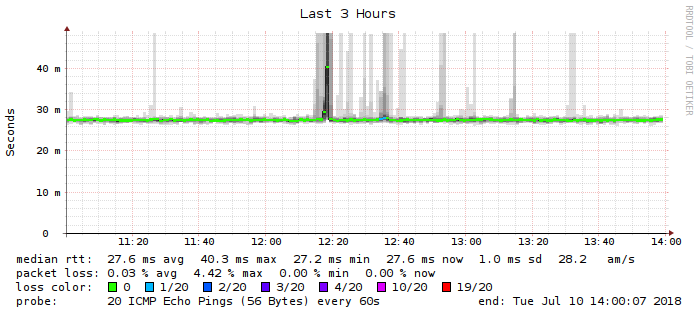 Last 3 Hours
RRDTOOL / TOBI OETIKER
Seconds
40 m
30 m
20 m
10 m
0
11:20 11:40 12:00 12:20 12:40 13:00 13:20 13:40 14:00
median rtt: 27.6 ms avg 40.3 ms max 27.2 ms min 27.6 ms now 1.0 ms sd 28.2 am/s
packet loss: 0.03 % avg 4.42 % max 0.00 % min 0.00 % now
loss color: 0 1/20 2/20 3/20 4/20 10/20 19/20
probe: 20 ICMP Echo Pings (56 Bytes) every 60s end: Tue Jul 10 14:00:07 2018